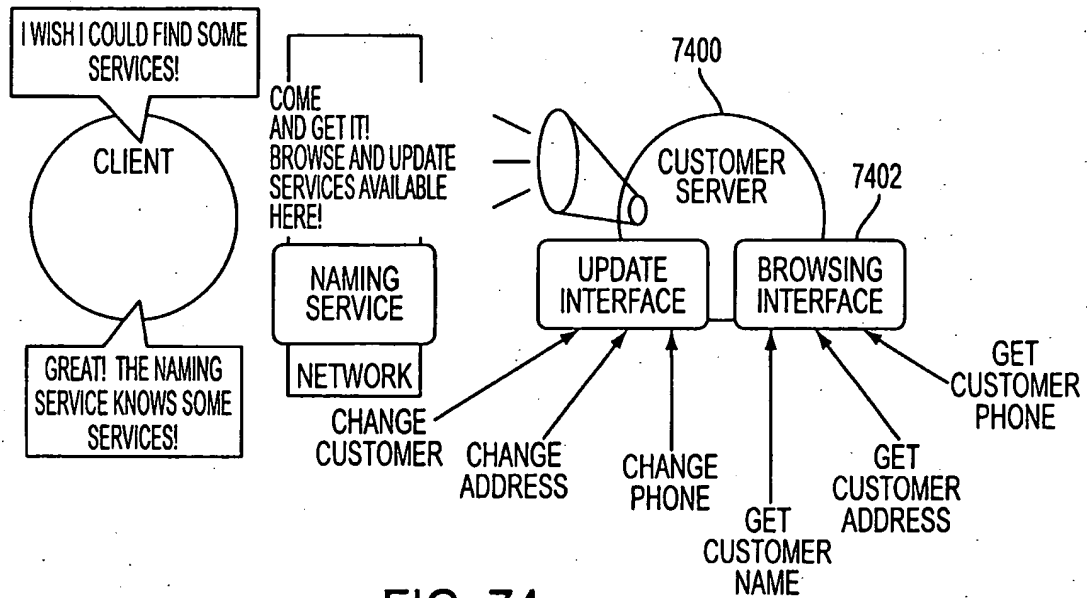 I WISH I COULD FIND SOME
SERVICES!
CLIENT
GREAT! THE NAMING
SERVICE KNOWS SOME
SERVICES!
COME
AND GET IT!
BROWSE AND UPDATE
SERVICES AVAILABLE
HERE!
NAMING
SERVICE
NETWORK
7400
CUSTOMER
SERVER
7402
UPDATE
INTERFACE
BROWSING
INTERFACE
CHANGE
CUSTOMER
CHANGE
ADDRESS
CHANGE
PHONE
GET
CUSTOMER
NAME
GET
CUSTOMER
ADDRESS
GET
CUSTOMER
PHONE
FIG. 74